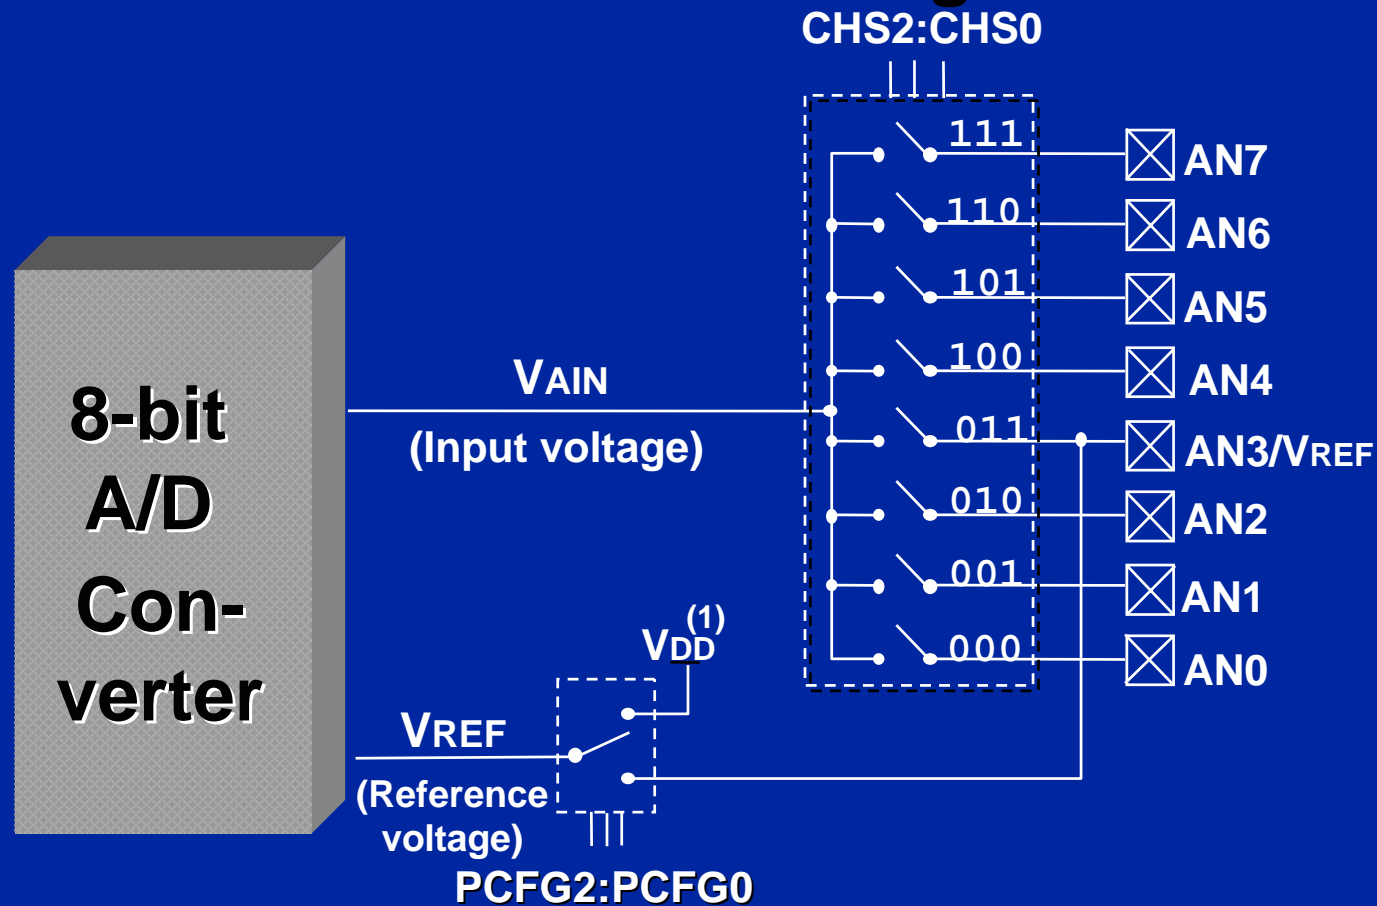 CHS2:CHS0
111
AN7
110
AN6
101
AN5
100
AN4
011
AN3/VREF
010
AN2
001
AN1
000
AN0
8-bit
A/D
Con-
verter
VAIN
(Input voltage)
VDD(1)
VREF
(Reference
voltage)
PCFG2:PCFG0